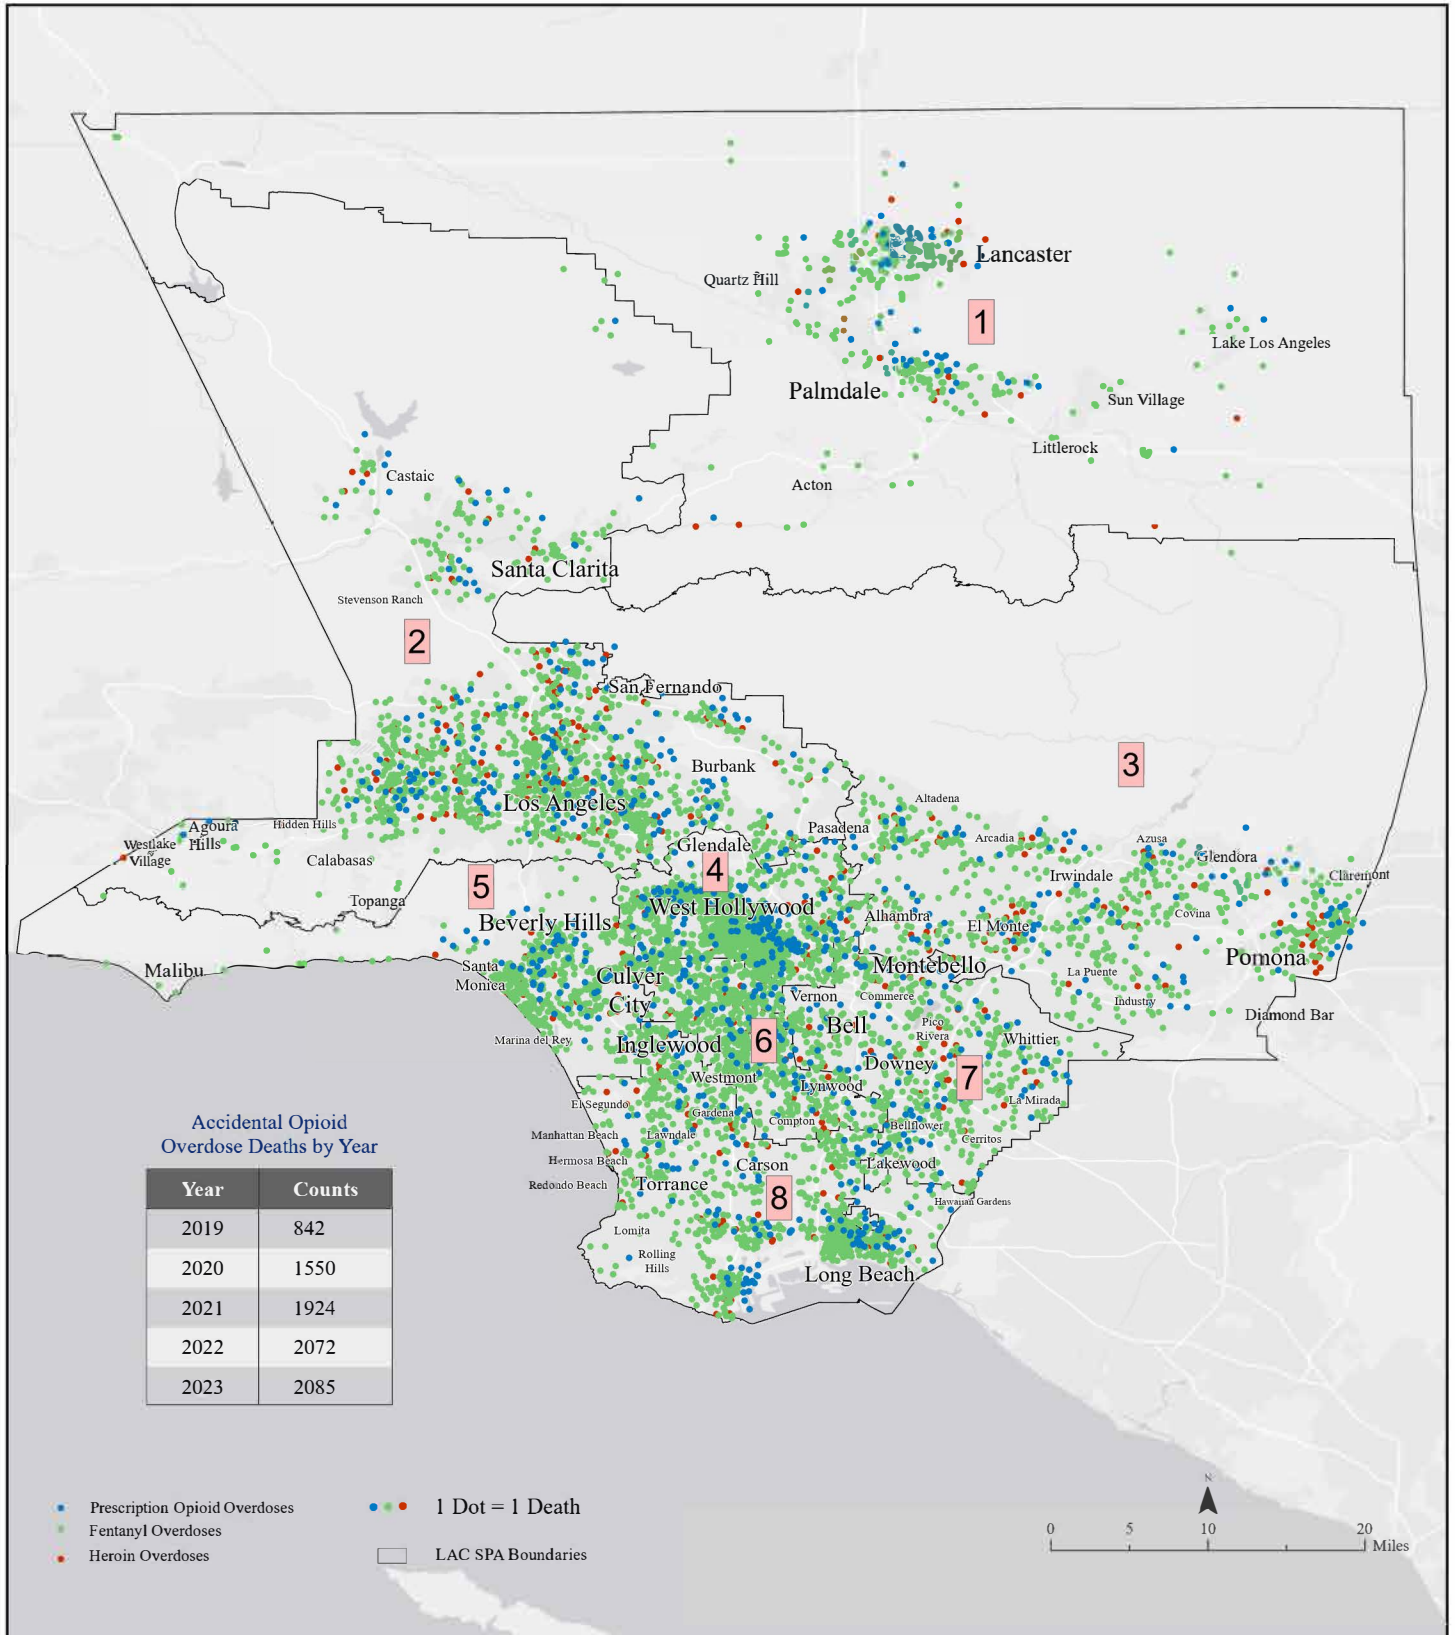 Lancaster
Quartz Hill
1
Lake Los Angeles
Palmdale
Sun Village
Littlerock
Castaic
Acton
Santa Clarita
Stevenson Ranch
2
San Fernando
Burbank
3
Los Angeles
Altadena
Agoura
Hills
Hidden Hills
Pasadena
Arcadia
Azusa
Westlake
Village
Calabasas
Glendale
Glendora
4
Irwindale
Claremont
5
Topanga
West Hollywood
Beverly Hills
Alhambra
El Monte
Covina
Malibu
Santa
Monica
Culver
City
Montebello
La Puente
Pomona
Vernon
Commerce
Industry
Diamond Bar
Marina del Rey
Inglewood
6
Bell
Pico
Rivera
Whittier
Downey
7
Westmont
Lynwood
La Mirada
El Segundo
Gardena
Compton
Bellflower
Manhattan Beach
Lawndale
Cerritos
Hermosa Beach
Carson
Lakewood
Redondo Beach
Torrance
8
Hawaiian Gardens
Lomita
Rolling
Hills
Long Beach
Accidental Opioid
Overdose Deaths by Year
Year Counts
2019 842
2020 1550
2021 1924
2022 2072
2023 2085
Prescription Opioid Overdoses
Fentanyl Overdoses
Heroin Overdoses
1 Dot = 1 Death
LAC SPA Boundaries
N
0 5 10 20
Miles